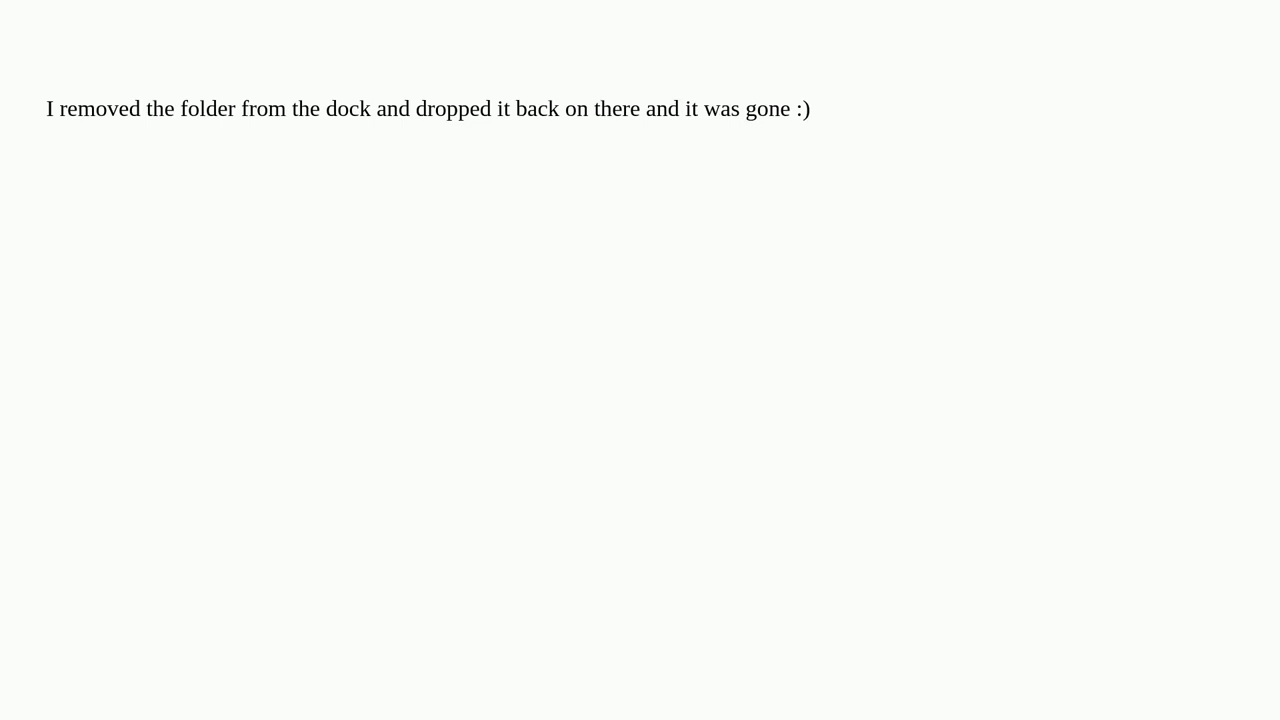 I removed the folder from the dock and dropped it back on there and it was gone :)